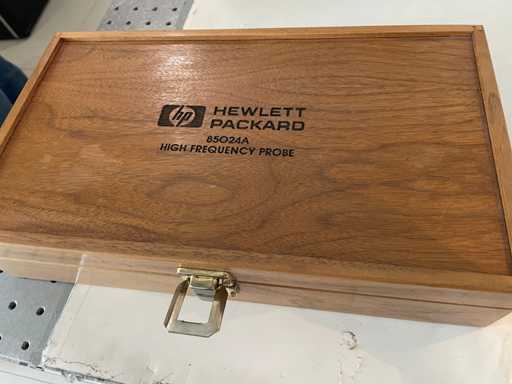 hp HEWLETT
PACKARD
85024A
HIGH FREQUENCY PROBE